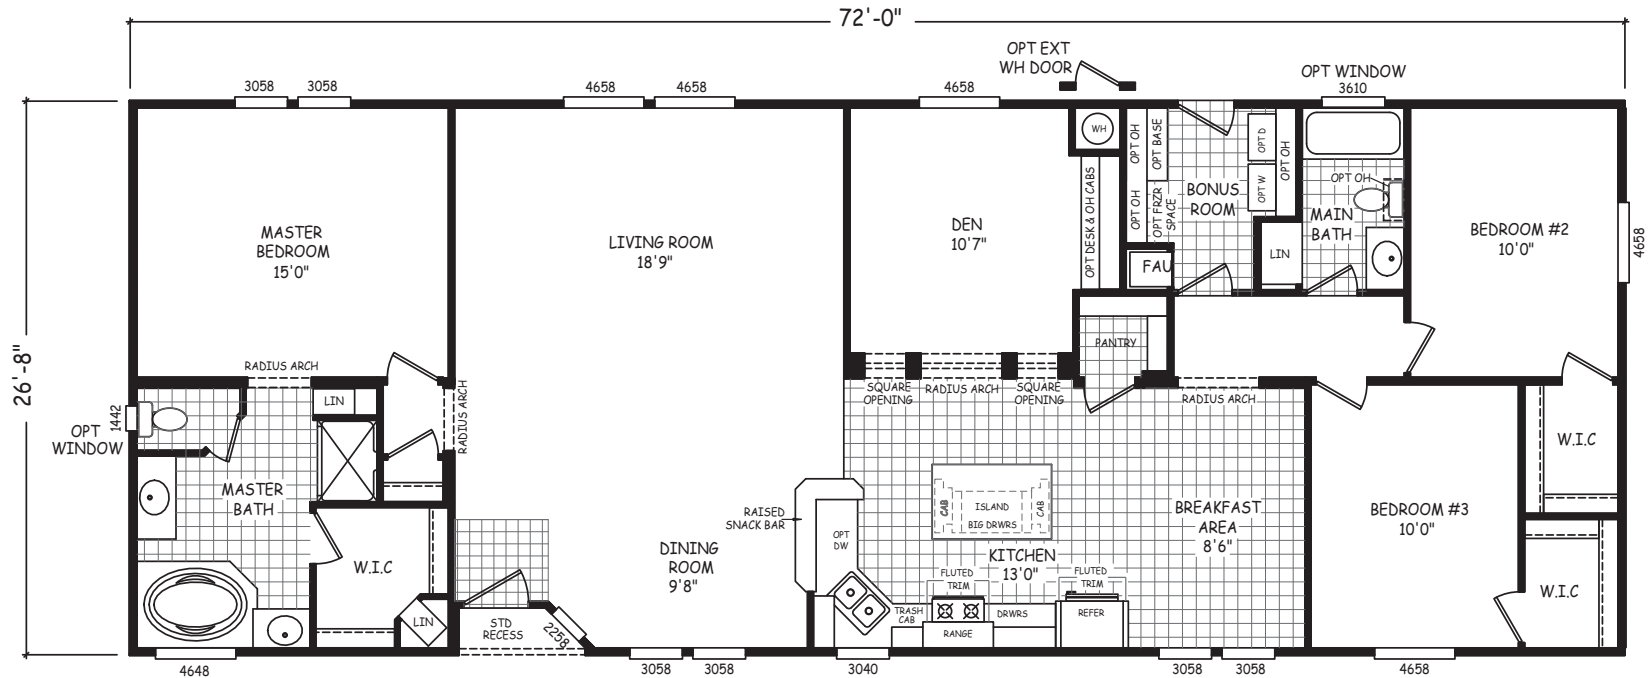 72'-0"
OPT EXT
WH DOOR
OPT WINDOW
3610
3058
3058
4658
4658
4658
WH
OPT OH
OPT BASE
OPT D
OPT OH
OPT OH
OPT FRZR
SPACE
OPT W
OPT OH
BONUS
ROOM
MAIN
BATH
OPT DESK & OH CABS
DEN
10'7"
MASTER
BEDROOM
15'0"
LIVING ROOM
18'9"
BEDROOM #2
10'0"
4658
FAU
LIN
26'-8"
PANTRY
RADIUS ARCH
RADIUS ARCH
SQUARE
OPENING
RADIUS ARCH
SQUARE
OPENING
RADIUS ARCH
LIN
1442
OPT
WINDOW
W.I.C
MASTER
BATH
RAISED
SNACK BAR
OPT
DW
CAB
ISLAND
BIG DRWRS
CAB
BREAKFAST
AREA
8'6"
BEDROOM #3
10'0"
DINING
ROOM
9'8"
KITCHEN
13'0"
W.I.C
W.I.C
FLUTED
TRIM
FLUTED
TRIM
LIN
STD
RECESS
2258
TRASH
CAB
DRWRS
REFER
RANGE
4648
3058
3058
3040
3058
3058
4658